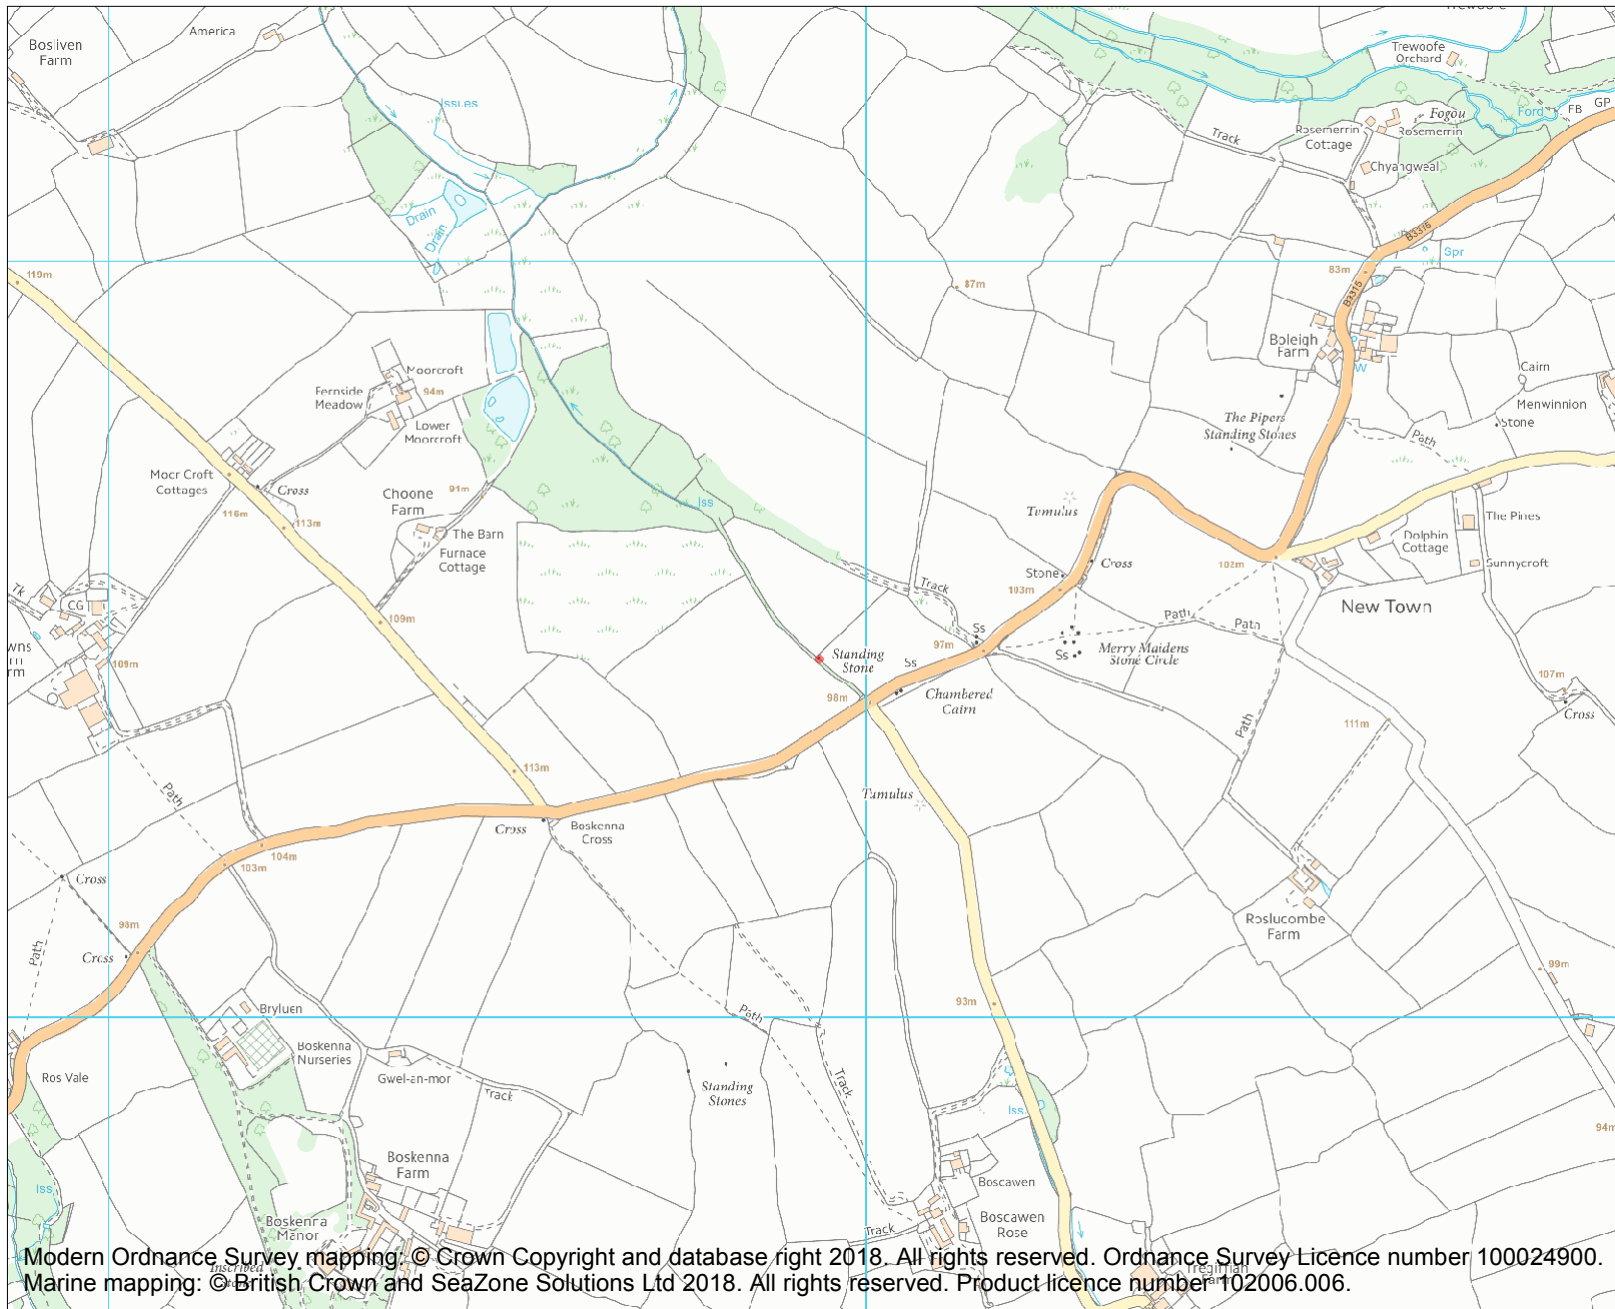 America
Bosliven
Farm
Issues
Drain
Drain
Trewoofe
Orchard
Ford
FB
GP
Fogou
Track
Rosemerrin
Cottage
Rosemerrin
Chyangweal
B3315
Spr
119m
87m
83m
B3315
Boleigh
Farm
W
Cairn
Menwinnion
Stone
Moorcroft
Fernside
Meadow
94m
Lower
Moorcroft
The Pipers
Standing Stones
Path
Moor Croft
Cottages
Cross
116m
113m
Choone
Farm
91m
Iss
The Barn
Furnace
Cottage
Tumulus
The Pines
Dolphin
Cottage
Sunnycroft
102m
Cross
Stone
103m
Track
New Town
Tk
CG
109m
Path
Path
Ss
97m
Ss
Merry Maidens
Stone Circle
Standing
Stone
Ss
109m
98m
Chambered
Cairn
107m
Cross
111m
Path
113m
Path
Tumulus
Cross
Boskenna
Cross
104m
103m
Cross
98m
Path
Cross
Roslucombe
Farm
99m
93m
Bryluen
Path
Boskenna
Nurseries
Ros Vale
Gwel-an-mor
Track
Standing
Stones
Track
94m
Boskenna
Farm
Iss
Boscawen
Boskenna
Manor
Boscawen
Rose
Track
Inscribed
Modern Ordnance Survey mapping: © Crown Copyright and database right 2018. All rights reserved. Ordnance Survey Licence number 100024900.
Marine mapping: © British Crown and SeaZone Solutions Ltd 2018. All rights reserved. Product licence number 102006.006.